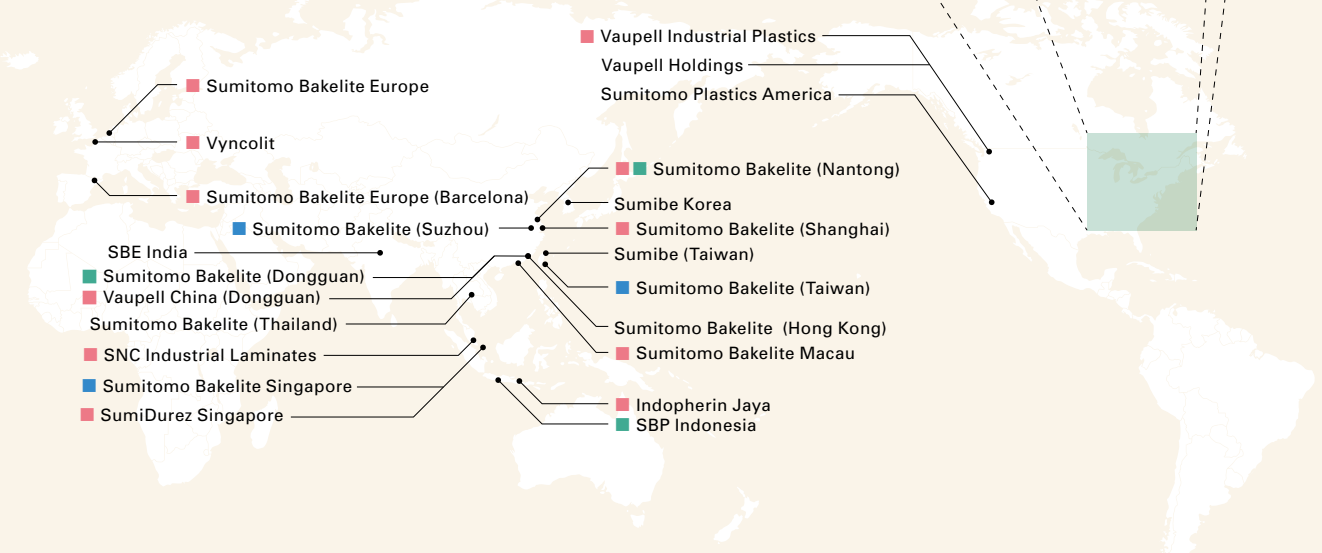 Vaupell Industrial Plastics
Vaupell Holdings
Sumitomo Plastics America
Sumitomo Bakelite Europe
Vyncolit
Sumitomo Bakelite Europe (Barcelona)
Sumitomo Bakelite (Suzhou)
SBE India
Sumitomo Bakelite (Dongguan)
Vaupell China (Dongguan)
Sumitomo Bakelite (Thailand)
SNC Industrial Laminates
Sumitomo Bakelite Singapore
SumiDurez Singapore
Sumitomo Bakelite (Nantong)
Sumibe Korea
Sumitomo Bakelite (Shanghai)
Sumibe (Taiwan)
Sumitomo Bakelite (Taiwan)
Sumitomo Bakelite (Hong Kong)
Sumitomo Bakelite Macau
Indopherin Jaya
SBP Indonesia